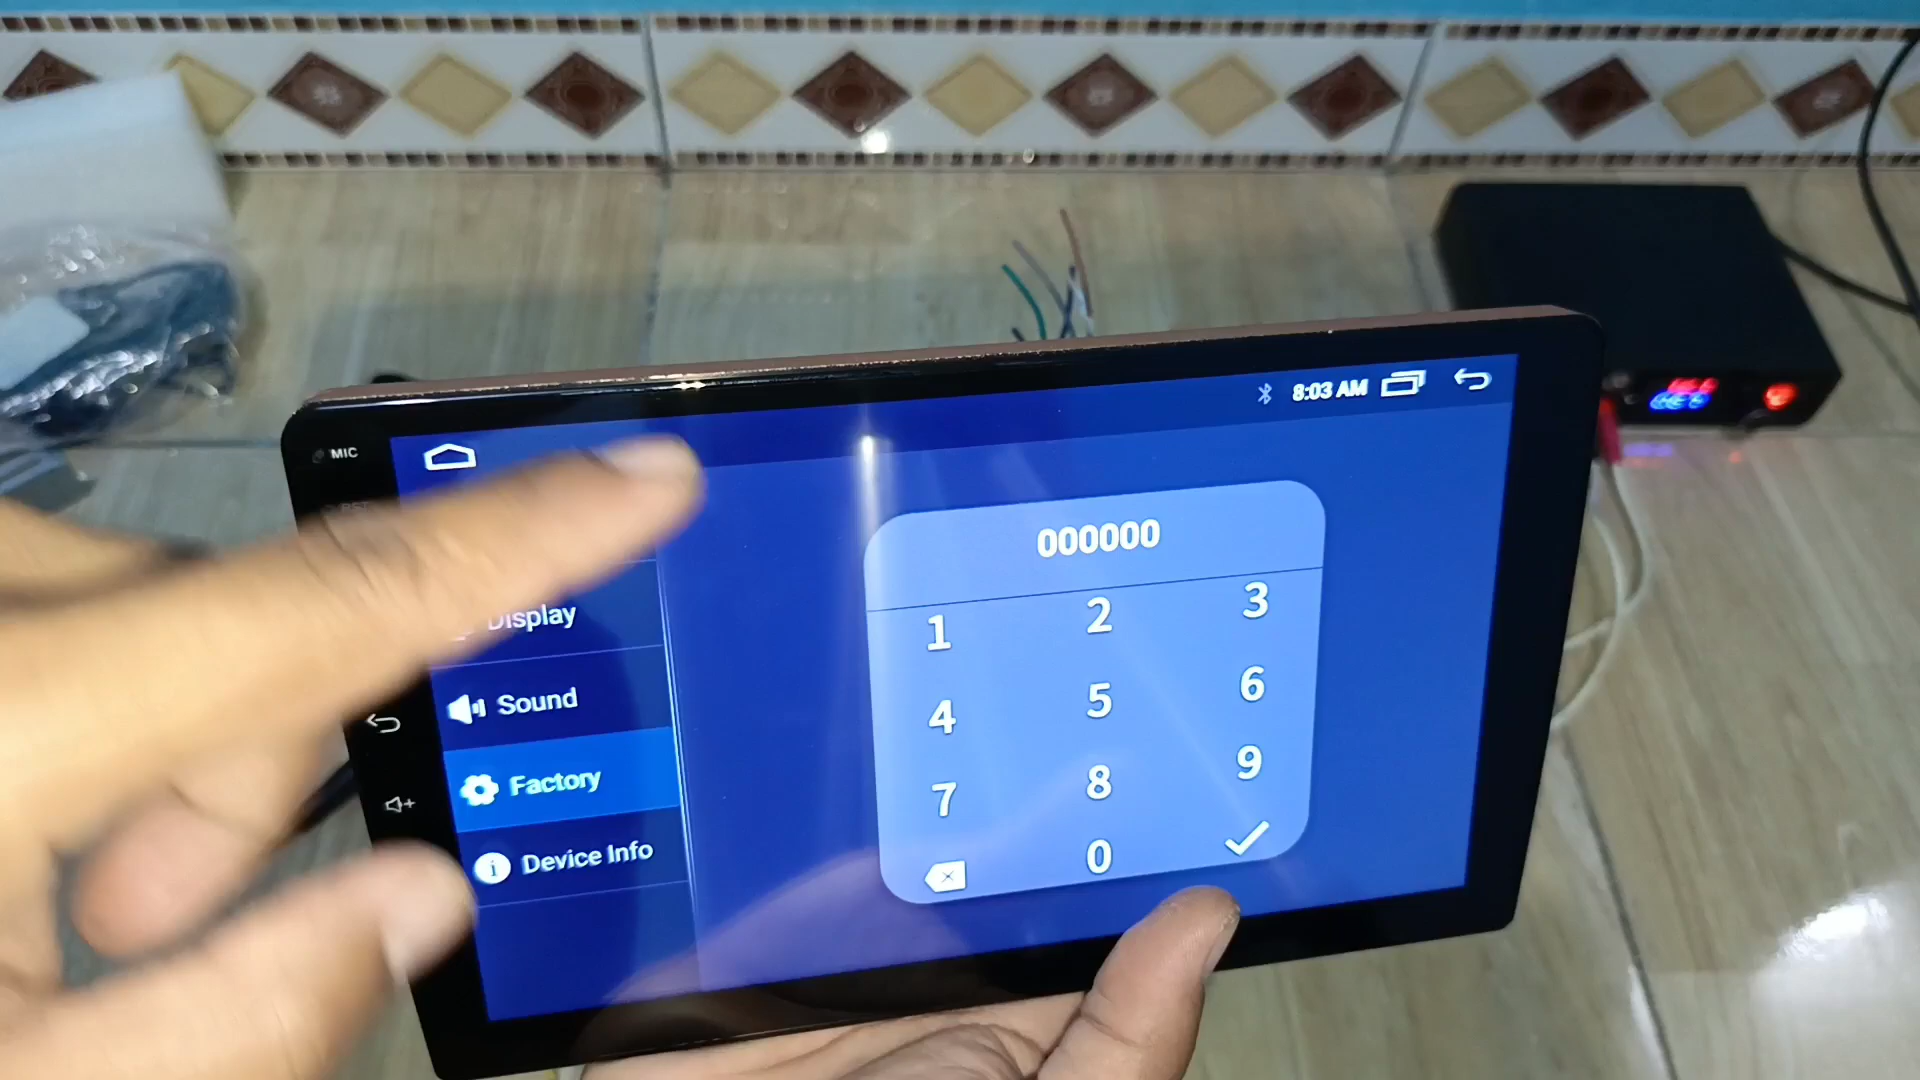 MIC
8:03 AM
000000
1 2 3
Display
4 5 6
Sound
7 8 9
Factory
0
Device Info